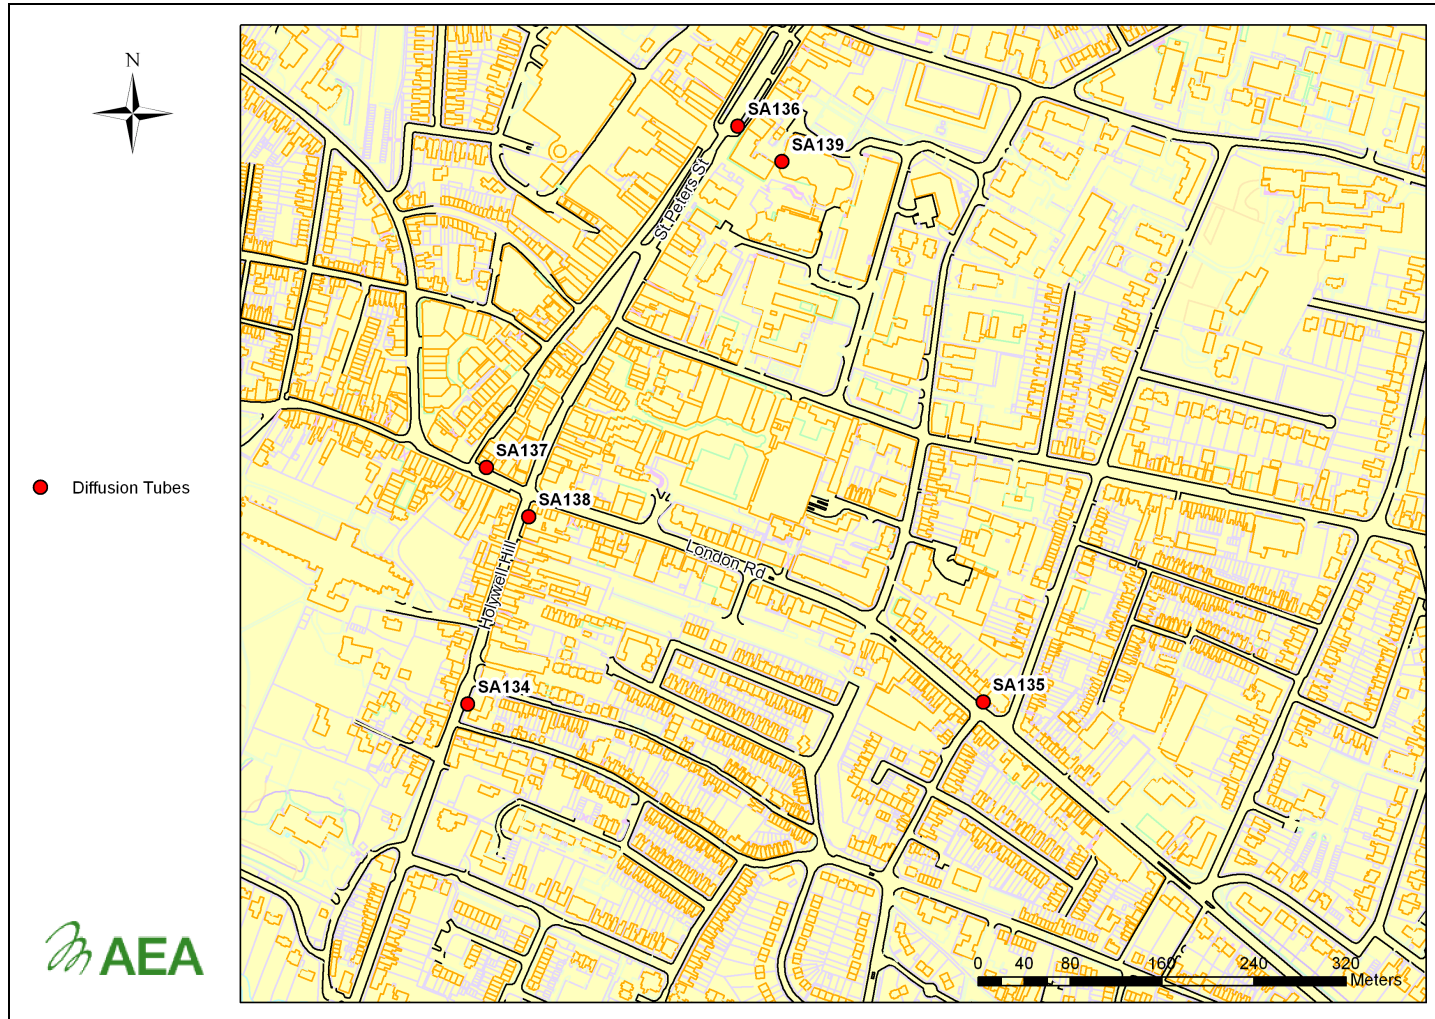 N
SA136
SA139
St Peters St
SA137
Diffusion Tubes
SA138
London Rd
Holywell Hill
SA134
SA135
AEA
0 40 80 160 240 320
Meters